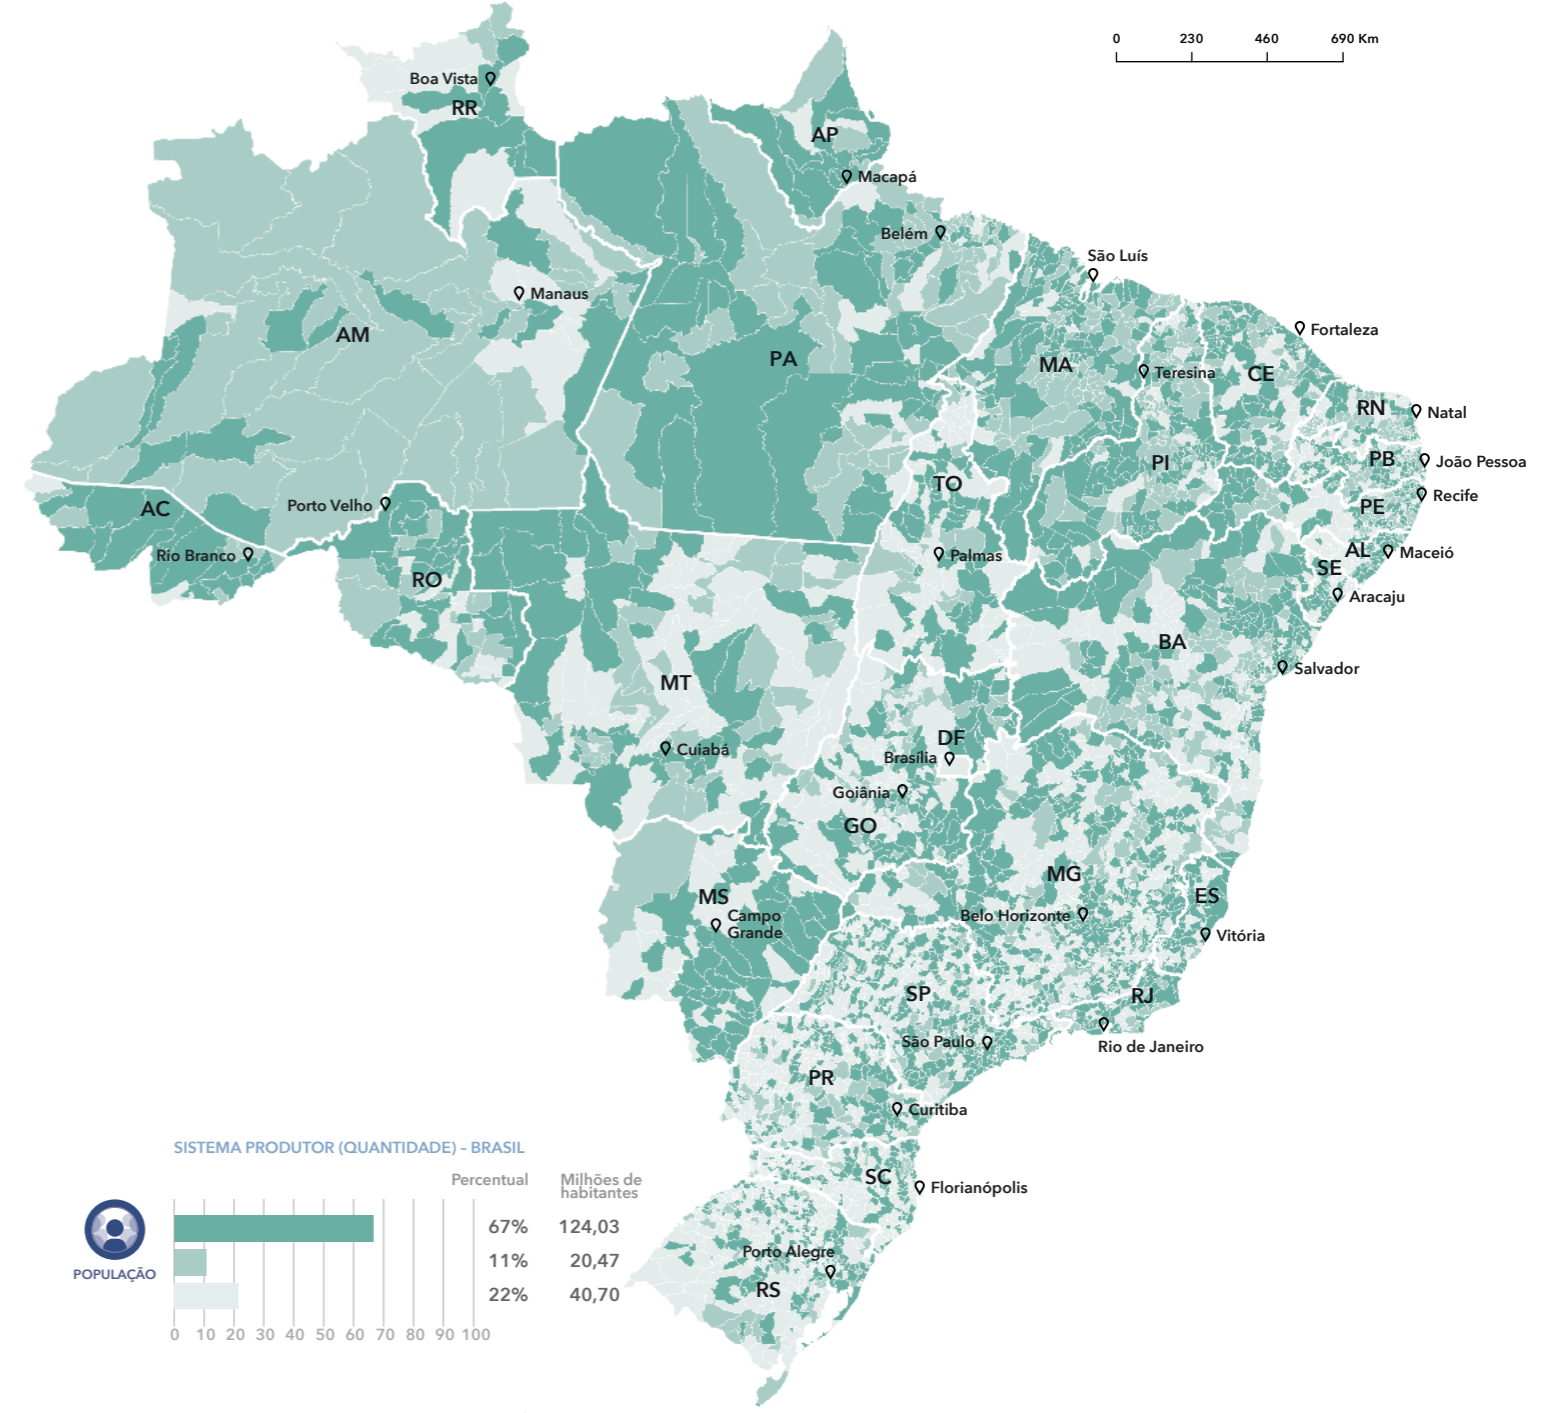 0 230 460 690 Km
Boa Vista
RR
AP
Macapá
Belém
São Luís
Manaus
Fortaleza
AM
PA
MA
Teresina
CE
RN
Natal
PB
João Pessoa
PI
TO
Recife
PE
AC
Porto Velho
Rio Branco
Palmas
AL
Maceió
SE
RO
Aracaju
BA
Salvador
MT
DF
Cuiabá
Brasília
Goiânia
GO
MG
MS
ES
Campo
Grande
Belo Horizonte
Vitória
SP
RJ
São Paulo
Rio de Janeiro
PR
Curitiba
SC
Florianópolis
Porto Alegre
RS
SISTEMA PRODUTOR (QUANTIDADE) – BRASIL
Percentual Milhões de
habitantes
67% 124,03
11% 20,47
22% 40,70
POPULAÇÃO
0 10 20 30 40 50 60 70 80 90 100